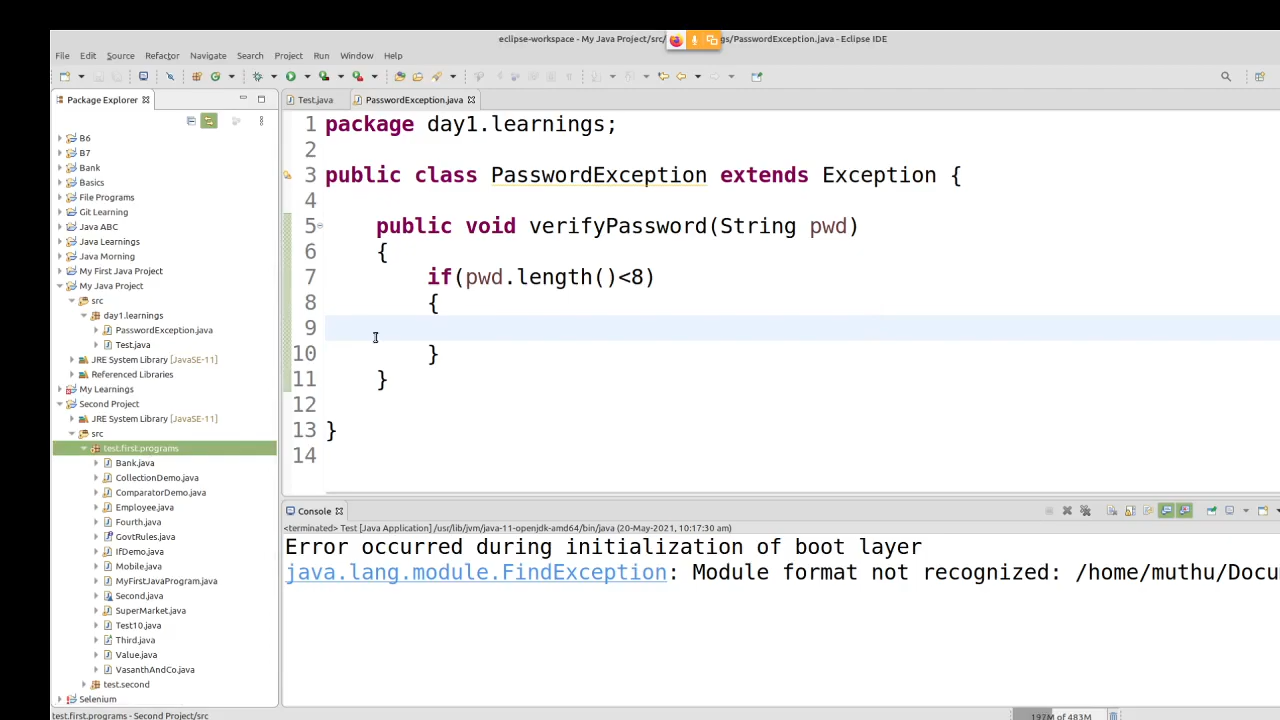 eclipse-workspace - My Java Project/src/ gs/PasswordException.java - Eclipse IDE
File Edit Source Refactor Navigate Search Project Run Window Help
Package Explorer
B6
B7
Bank
Basics
File Programs
Git Learning
Java ABC
Java Learnings
Java Morning
My First Java Project
My Java Project
src
day1.learnings
PasswordException.java
Test.java
JRE System Library [JavaSE-11]
Referenced Libraries
My Learnings
Second Project
JRE System Library [JavaSE-11]
src
test.first.programs
Bank.java
CollectionDemo.java
ComparatorDemo.java
Employee.java
Fourth.java
GovtRules.java
IfDemo.java
Mobile.java
MyFirstJavaProgram.java
Second.java
SuperMarket.java
Test10.java
Third.java
Value.java
VasanthAndCo.java
test.second
Selenium
Test.java PasswordException.java
1 package day1.learnings;
2
3 public class PasswordException extends Exception {
4
5 public void verifyPassword(String pwd)
6 {
7 if(pwd.length()<8)
8 {
9
10 }
11 }
12
13 }
14
Console
<terminated> Test [Java Application] /usr/lib/jvm/java-11-openjdk-amd64/bin/java (20-May-2021, 10:17:30 am)
Error occurred during initialization of boot layer
java.lang.module.FindException: Module format not recognized: /home/muthu/Docu
test.first.programs - Second Project/src
197M of 483M